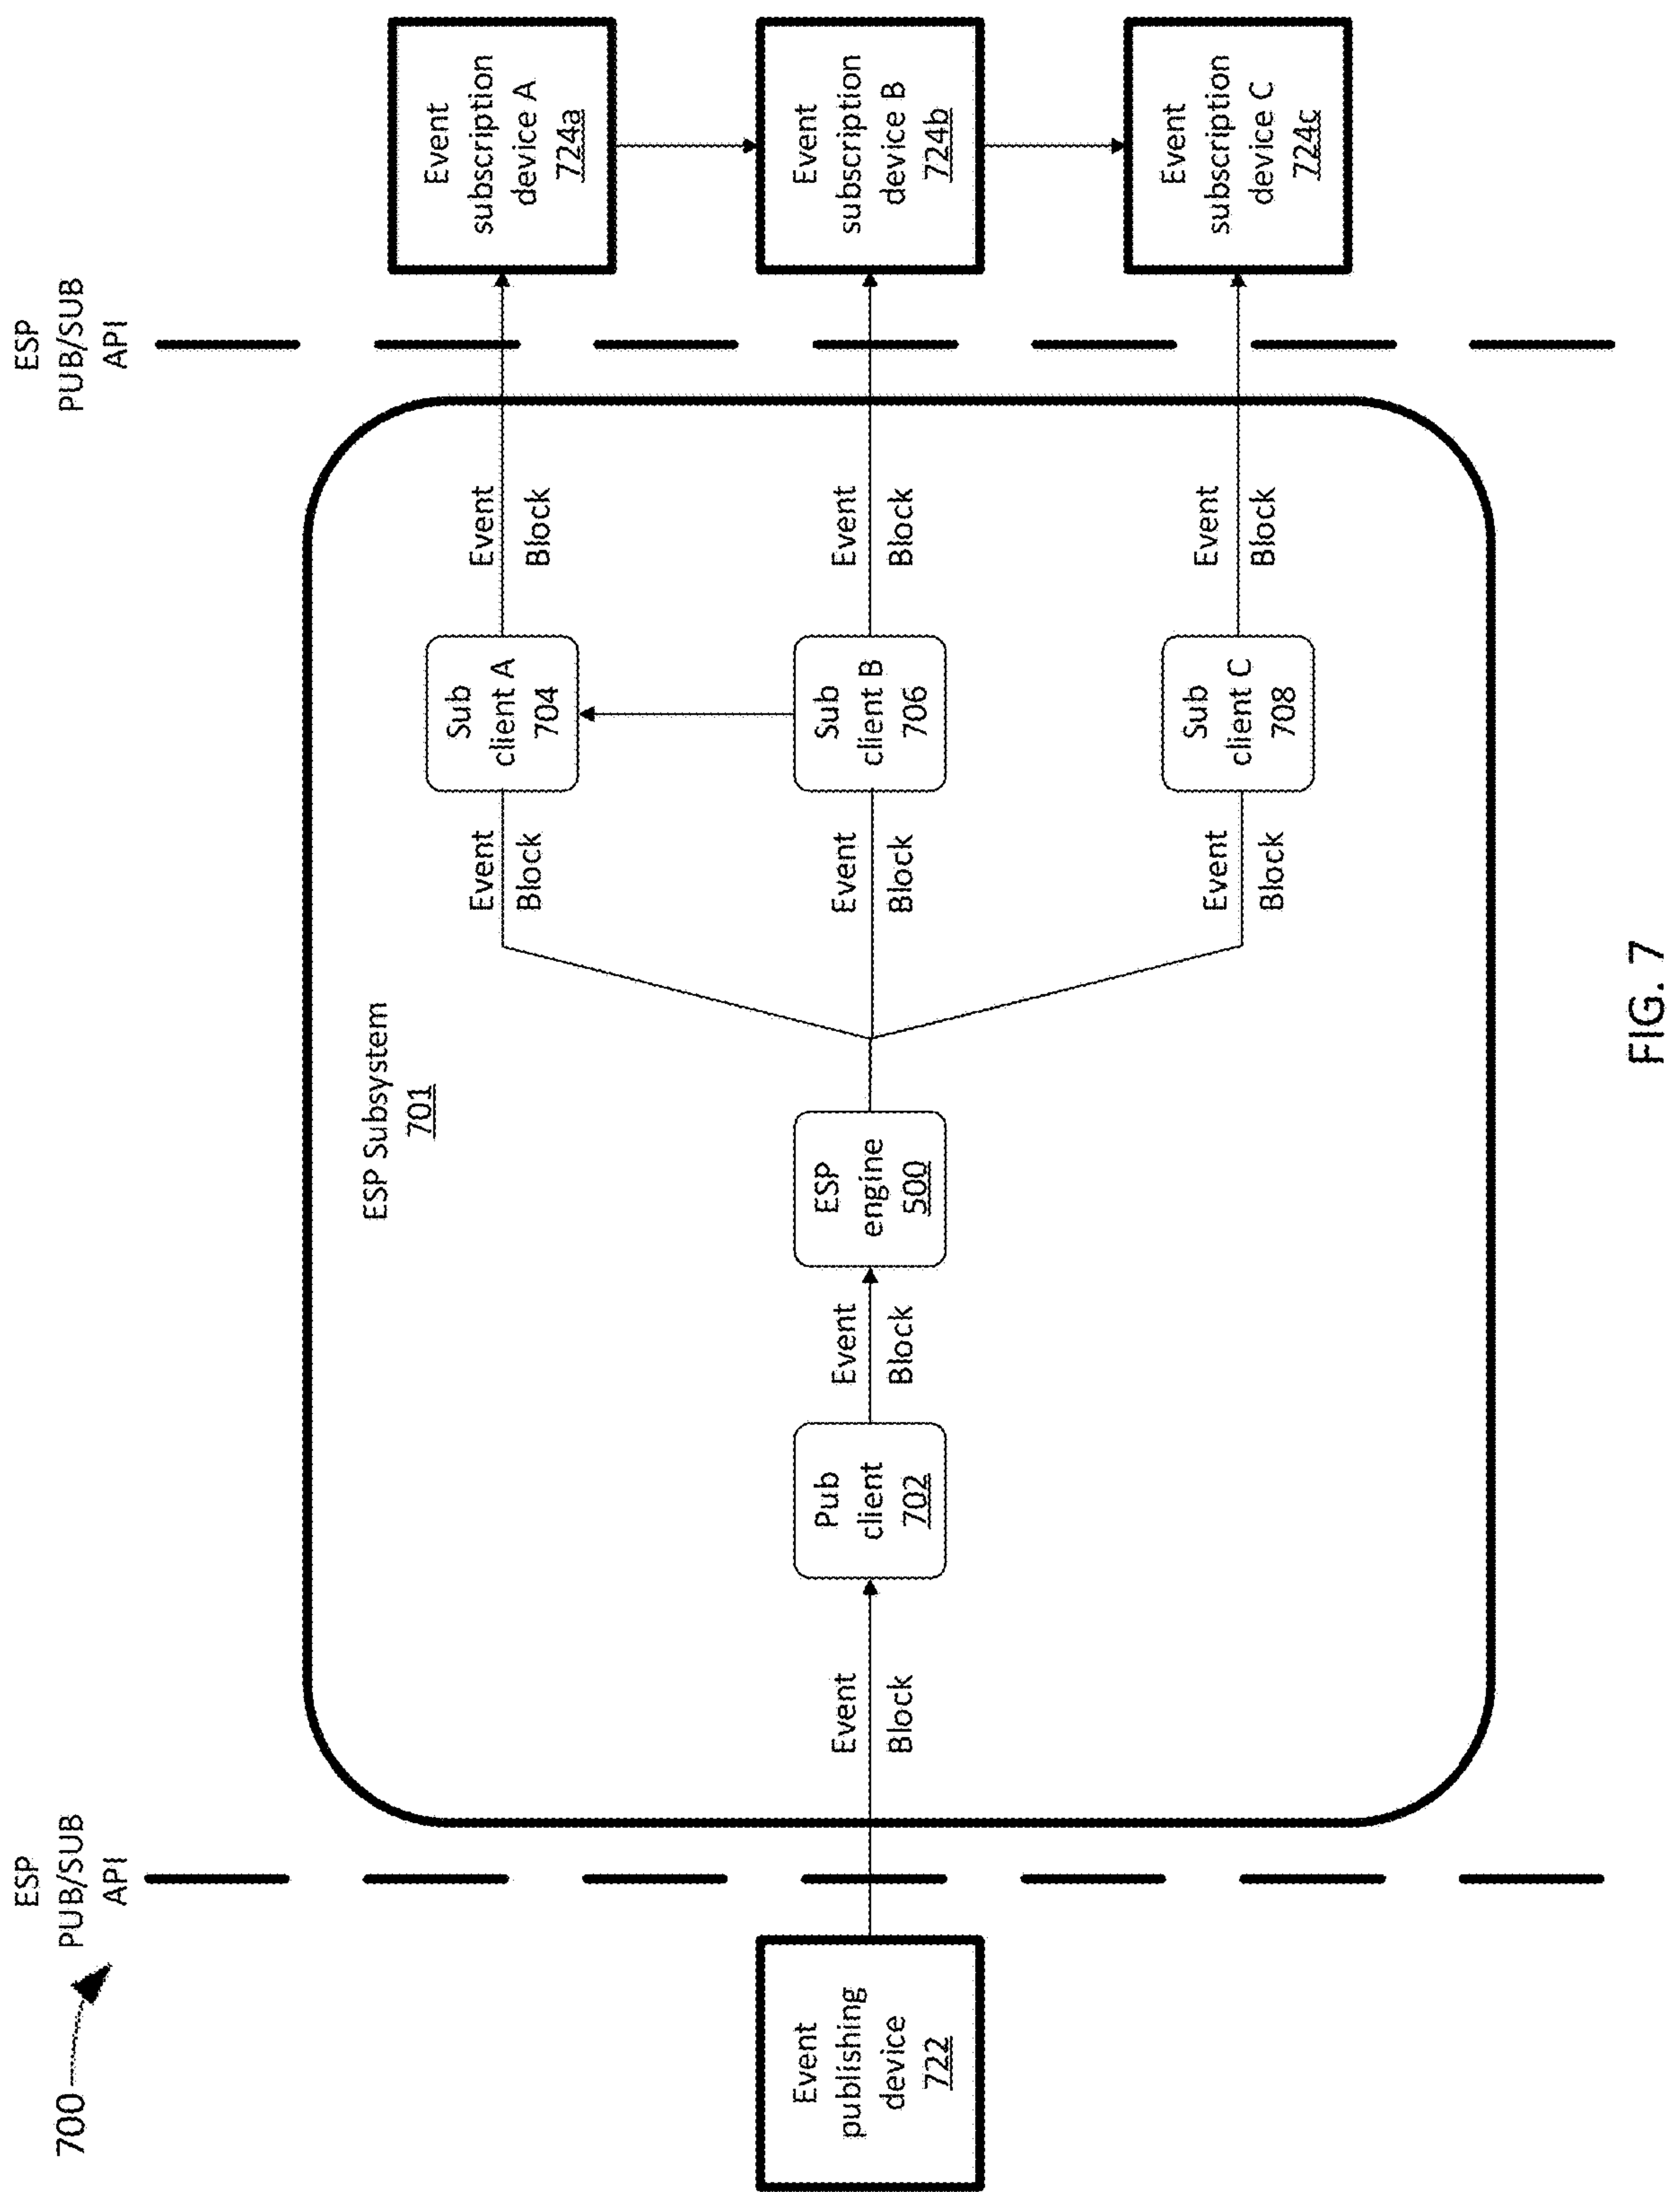 700
ESP
PUB/SUB
API
ESP
PUB/SUB
API
ESP Subsystem
701
Event
publishing
device
722
Event
Block
Pub
client
702
Event
Block
ESP
engine
500
Event
Block
Sub
client A
704
Event
Block
Event
subscription
device A
724a
Event
Block
Sub
client B
706
Event
Block
Event
subscription
device B
724b
Event
Block
Sub
client C
708
Event
Block
Event
subscription
device C
724c
FIG. 7